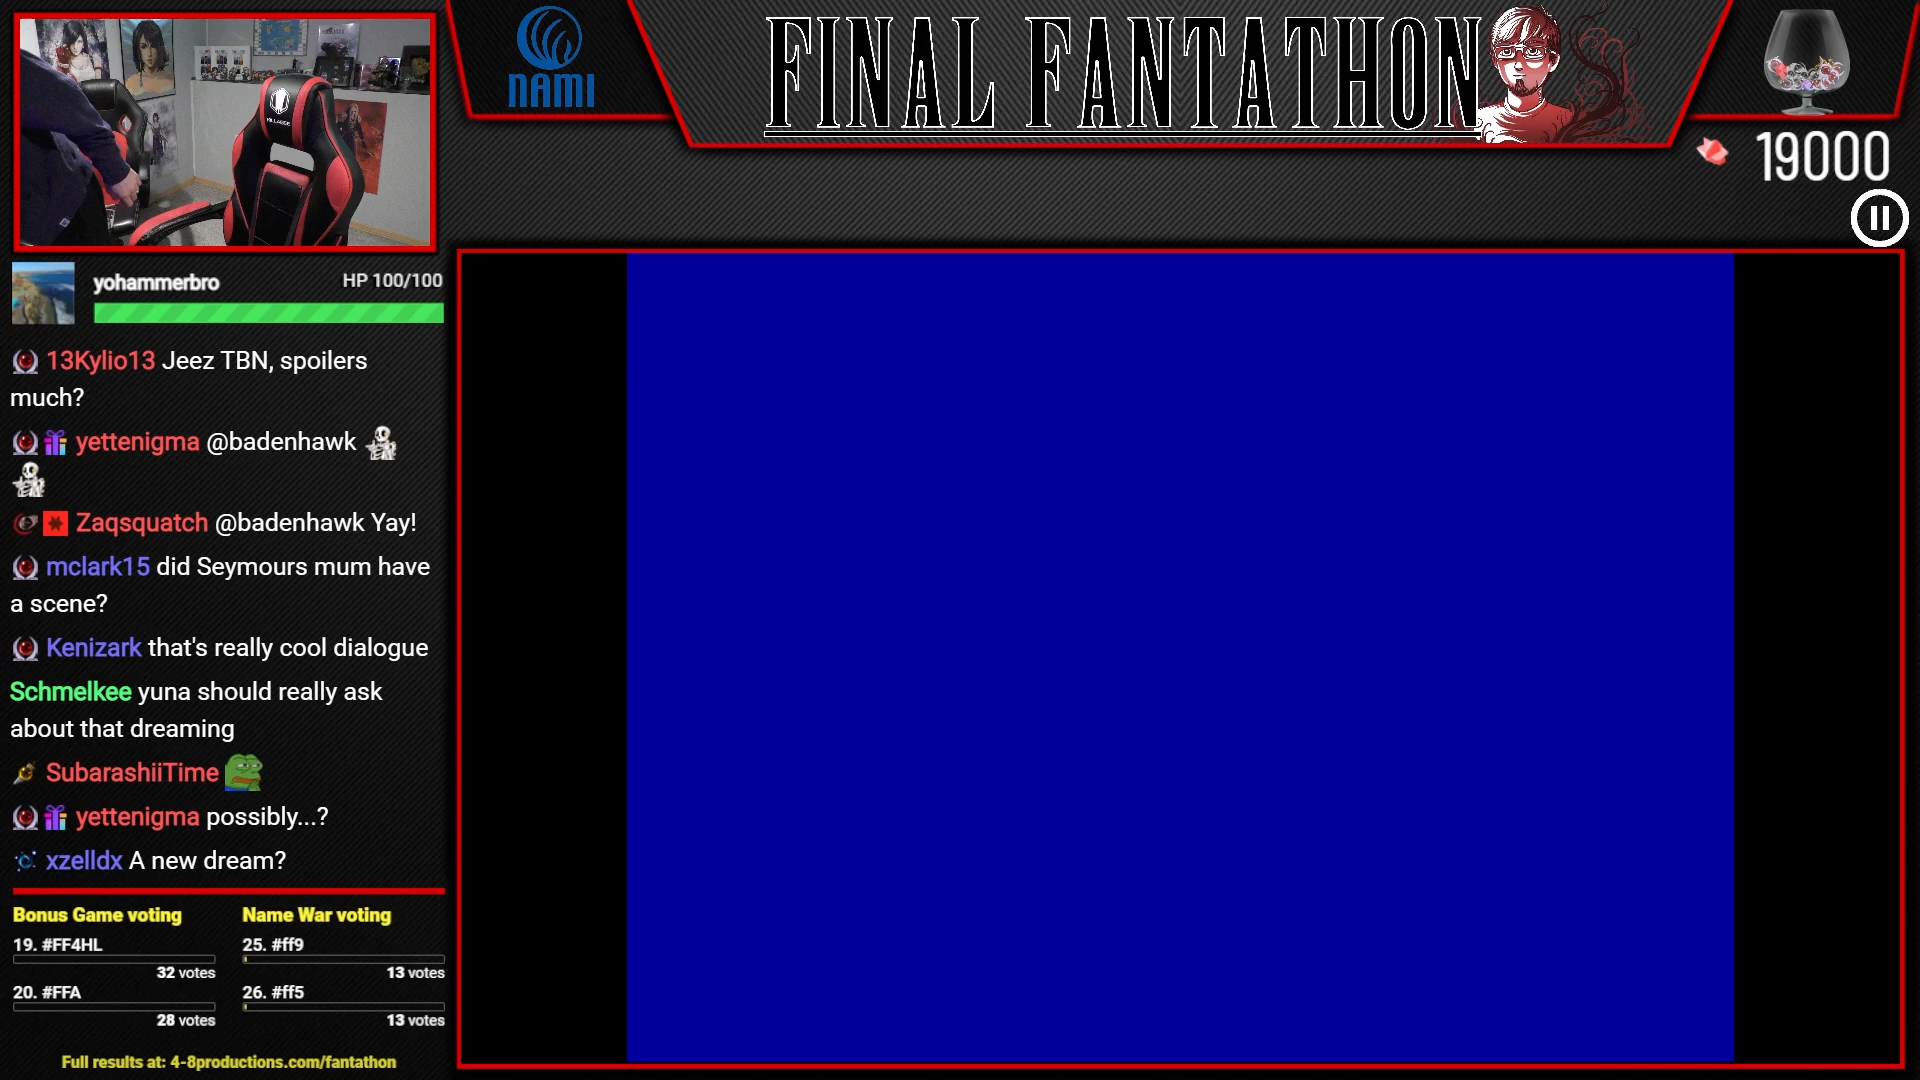 NAMI
FINAL FANTATHON
19000
yohammerbro
HP 100/100
13Kylio13 Jeez TBN, spoilers
much?
yettenigma @badenhawk
Zaqsquatch @badenhawk Yay!
mclark15 did Seymours mum have
a scene?
Kenizark that's really cool dialogue
Schmelkee yuna should really ask
about that dreaming
SubarashiiTime
yettenigma possibly...?
xzelldx A new dream?
Bonus Game voting
19. #FF4HL
32 votes
20. #FFA
28 votes
Name War voting
25. #ff9
13 votes
26. #ff5
13 votes
Full results at: 4-8productions.com/fantathon